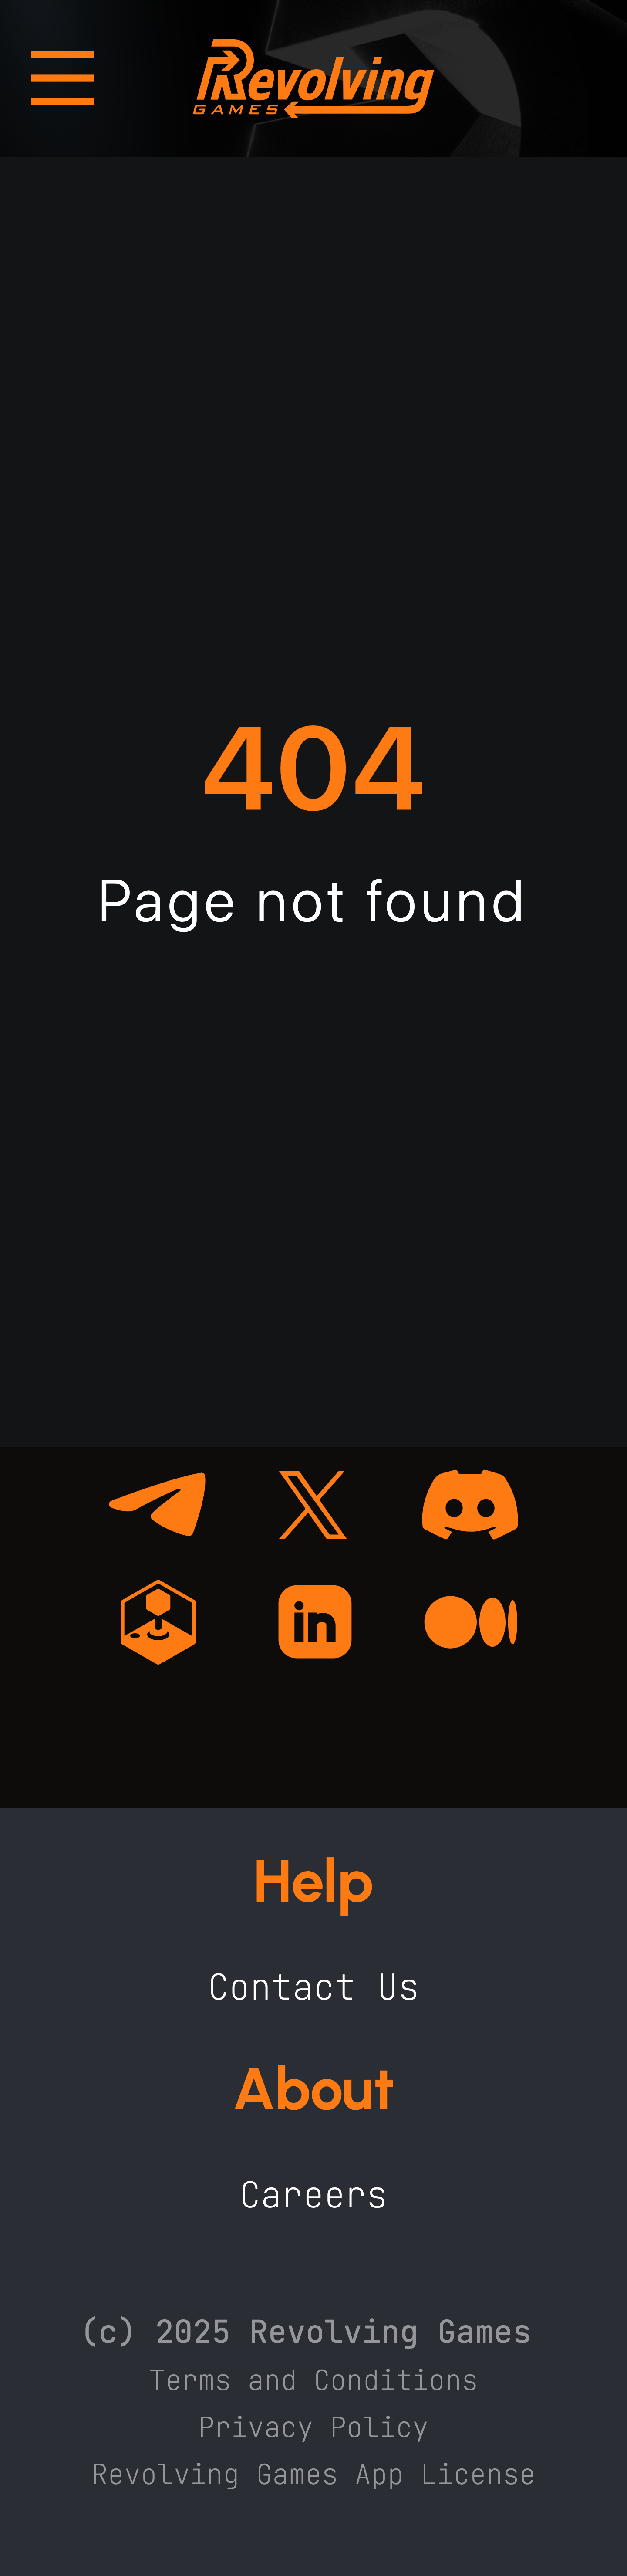 Revolving
GAMES
404
Page not found
in
Help
Contact Us
About
Careers
(c) 2025 Revolving Games
Terms and Conditions
Privacy Policy
Revolving Games App License